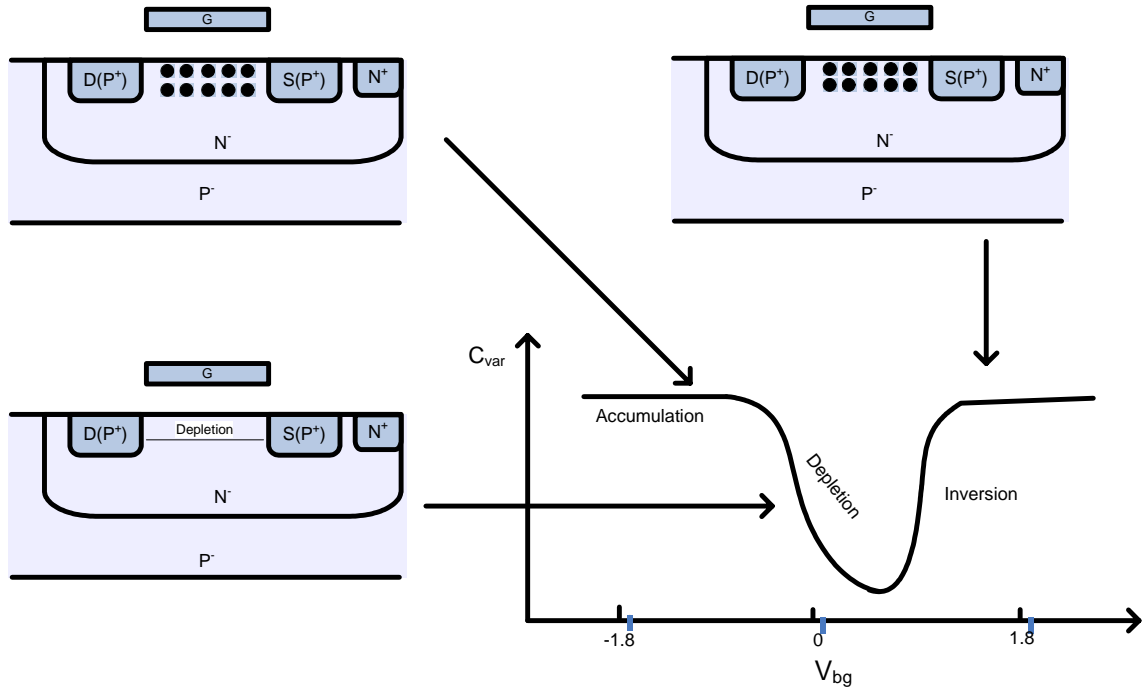 G
D(P⁺)
S(P⁺)
N⁺
N⁻
P⁻
G
D(P⁺)
S(P⁺)
N⁺
N⁻
P⁻
G
D(P⁺)
Depletion
S(P⁺)
N⁺
N⁻
P⁻
Cvar
Accumulation
Depletion
Inversion
-1.8
0
1.8
Vbg